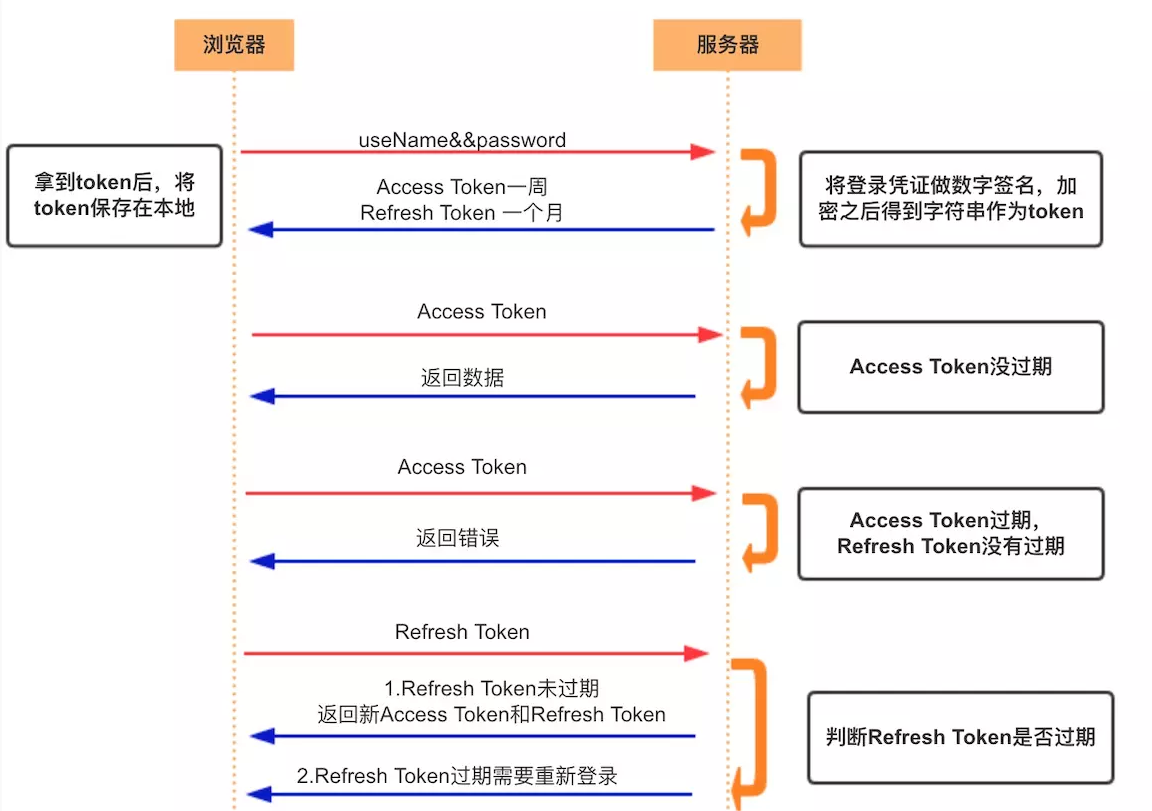 浏览器
服务器
useName&&password
拿到token后，将
token保存在本地
Access Token一周
Refresh Token 一个月
将登录凭证做数字签名，加
密之后得到字符串作为token
Access Token
返回数据
Access Token没过期
Access Token
返回错误
Access Token过期，
Refresh Token没有过期
Refresh Token
1.Refresh Token未过期
返回新Access Token和Refresh Token
判断Refresh Token是否过期
2.Refresh Token过期需要重新登录